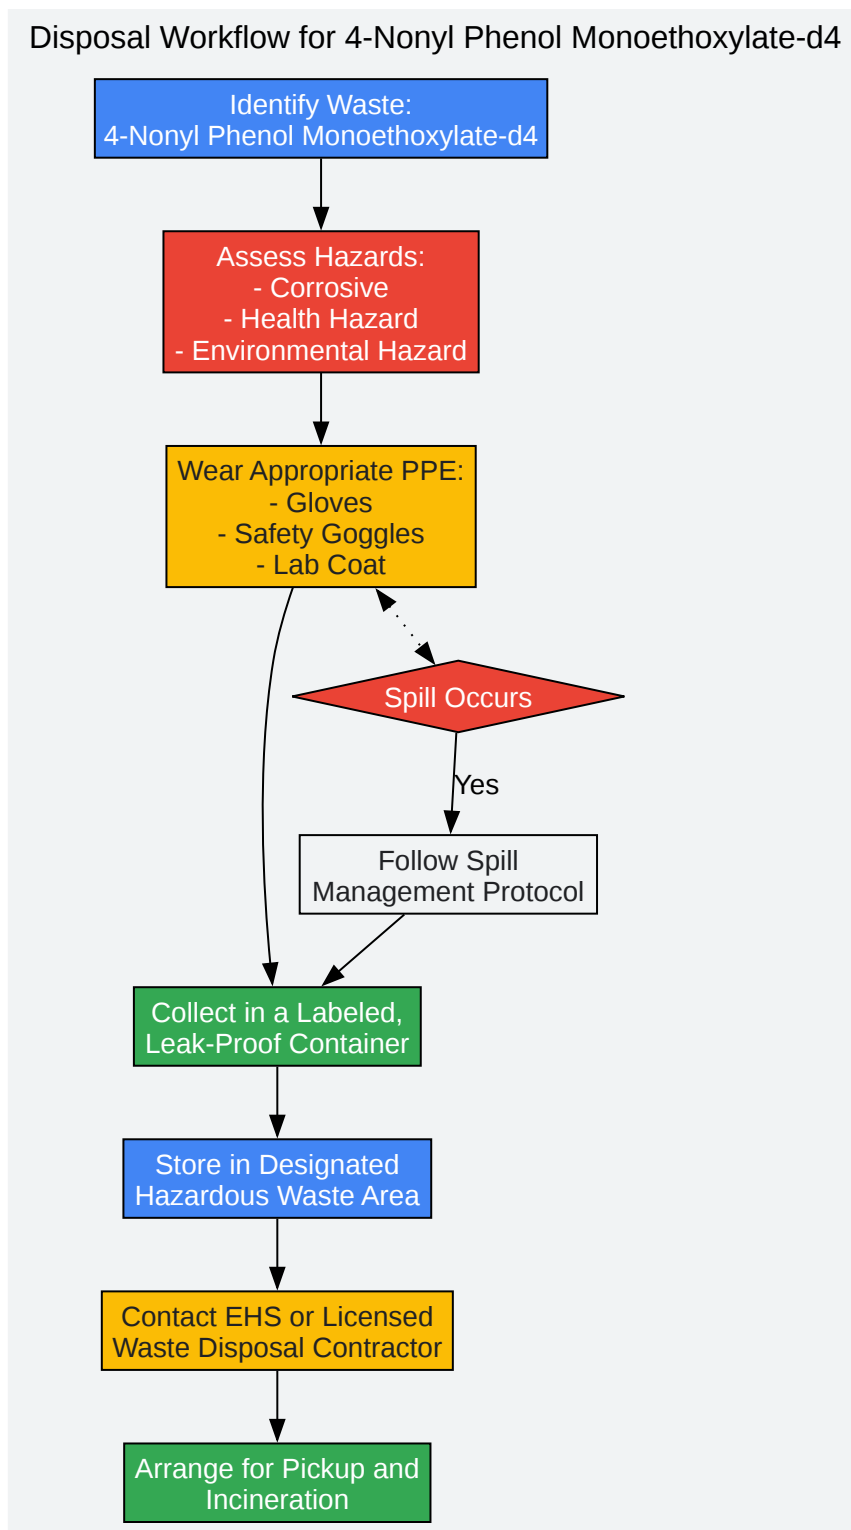 Disposal Workflow for 4-Nonyl Phenol Monoethoxylate-d4
Identify Waste:
4-Nonyl Phenol Monoethoxylate-d4
Assess Hazards:
- Corrosive
- Health Hazard
- Environmental Hazard
Wear Appropriate PPE:
- Gloves
- Safety Goggles
- Lab Coat
Spill Occurs
Yes
Follow Spill
Management Protocol
Collect in a Labeled,
Leak-Proof Container
Store in Designated
Hazardous Waste Area
Contact EHS or Licensed
Waste Disposal Contractor
Arrange for Pickup and
Incineration